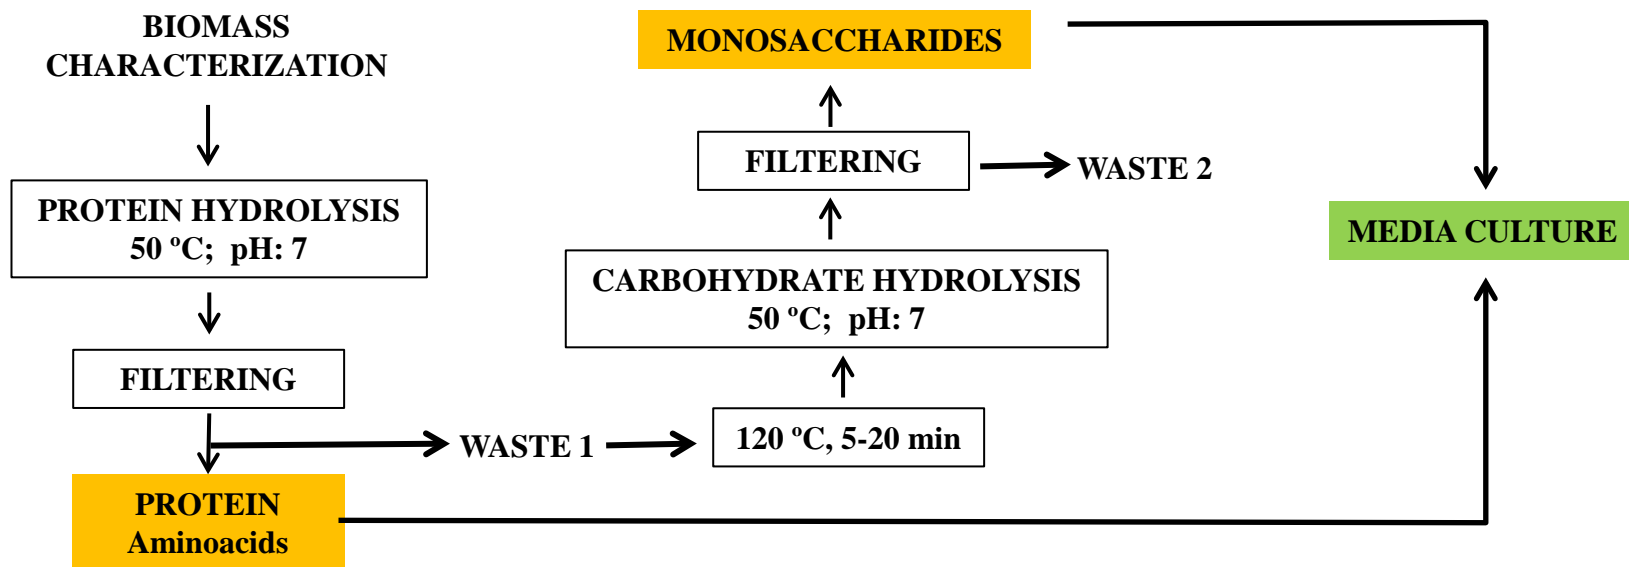 BIOMASS
CHARACTERIZATION
PROTEIN HYDROLYSIS
50 ºC;  pH: 7
FILTERING
PROTEIN
Aminoacids
WASTE 1
120 ºC, 5-20 min
CARBOHYDRATE HYDROLYSIS
50 ºC;  pH: 7
FILTERING
WASTE 2
MONOSACCHARIDES
MEDIA CULTURE